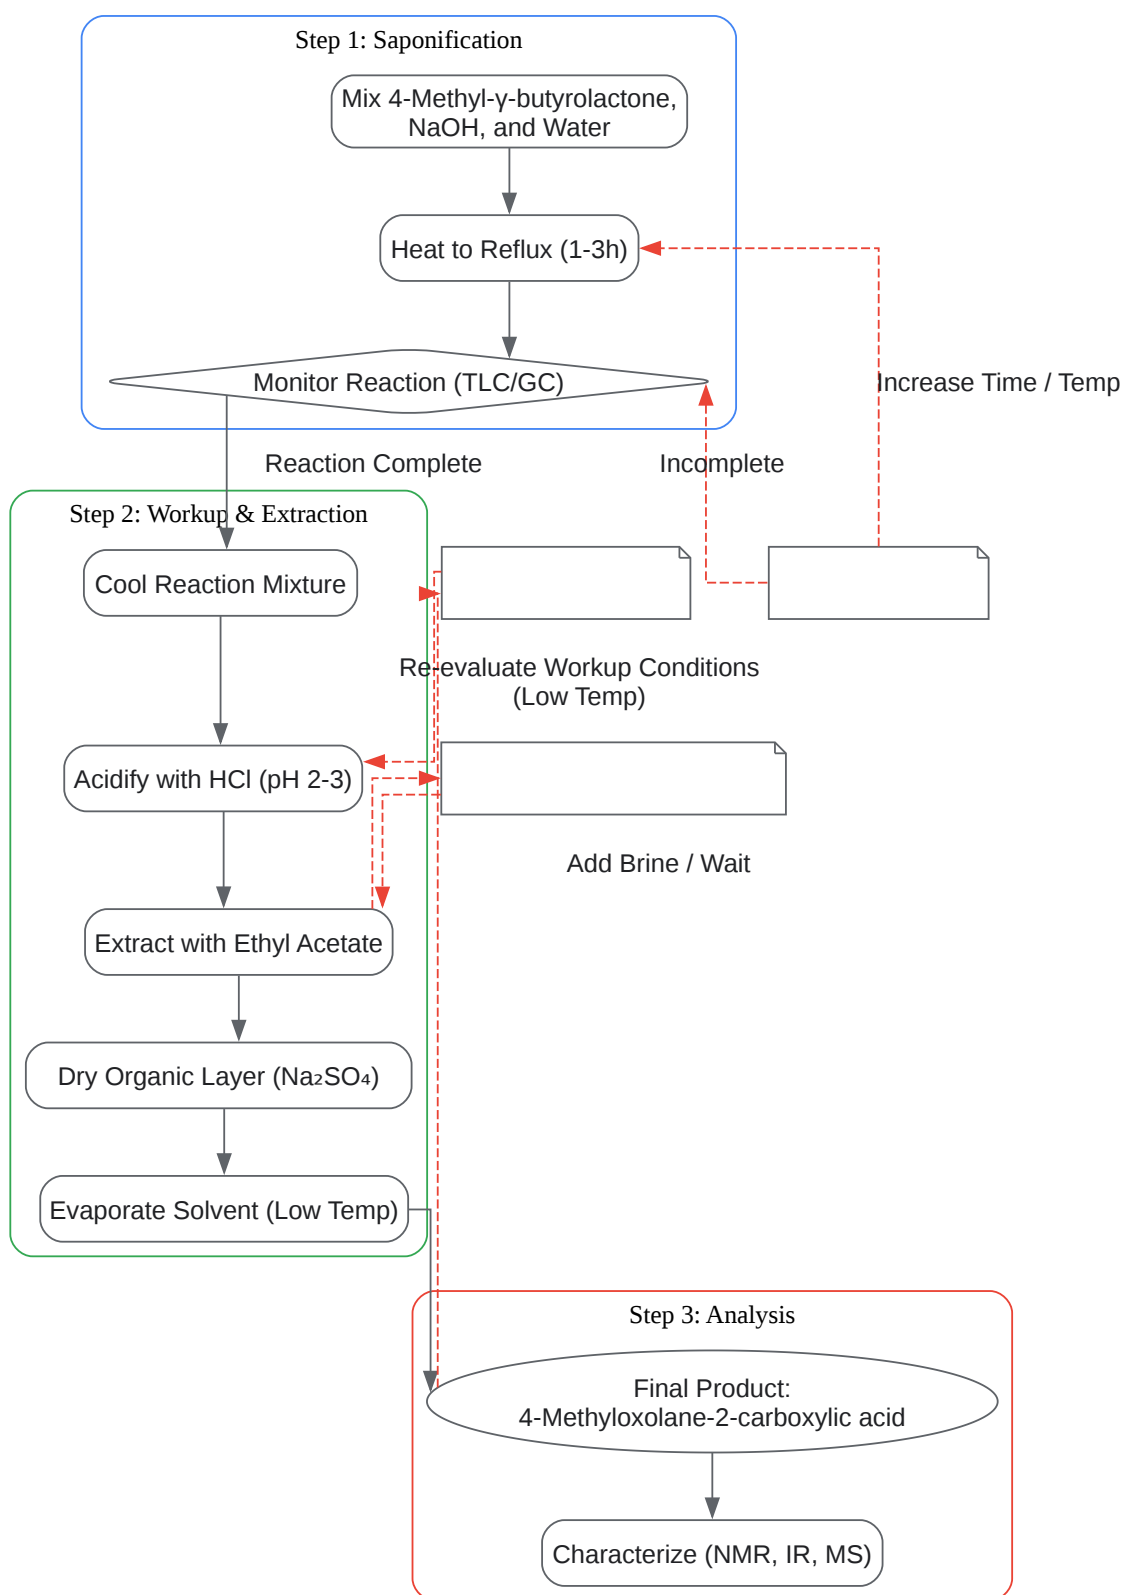 Step 1: Saponification
Mix 4-Methyl-γ-butyrolactone,
NaOH, and Water
Heat to Reflux (1-3h)
Monitor Reaction (TLC/GC)
Increase Time / Temp
Reaction Complete
Incomplete
Step 2: Workup & Extraction
Cool Reaction Mixture
Re-evaluate Workup Conditions
(Low Temp)
Acidify with HCl (pH 2-3)
Add Brine / Wait
Extract with Ethyl Acetate
Dry Organic Layer (Na₂SO₄)
Evaporate Solvent (Low Temp)
Step 3: Analysis
Final Product:
4-Methyloxolane-2-carboxylic acid
Characterize (NMR, IR, MS)